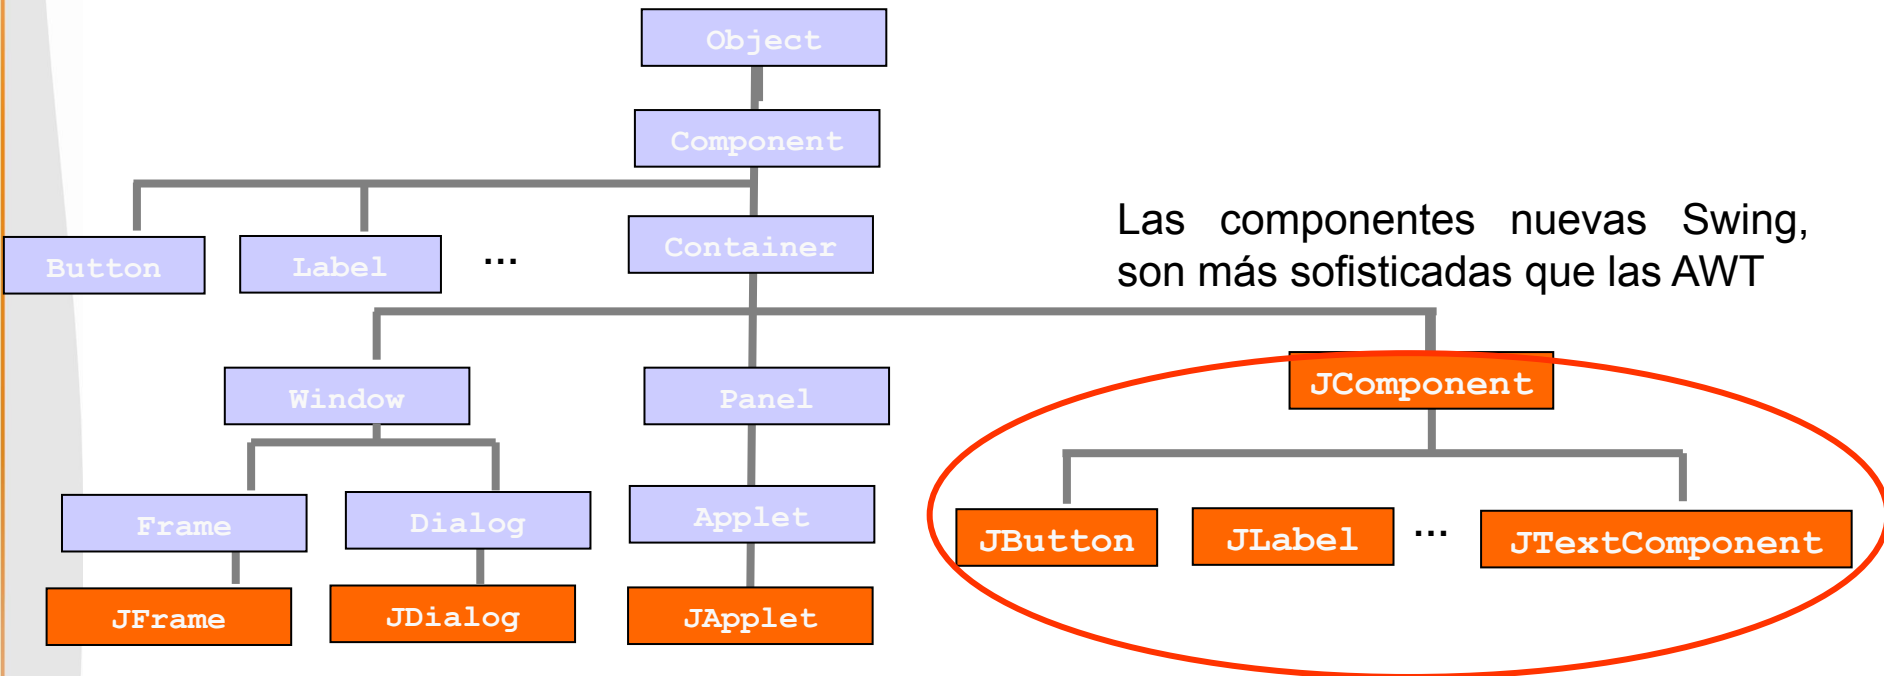 Object
Component
Las componentes nuevas Swing,
son más sofisticadas que las AWT
Button
Label
...
Container
JComponent
Window
Panel
Frame
Dialog
Applet
JButton
JLabel
...
JTextComponent
JFrame
JDialog
JApplet